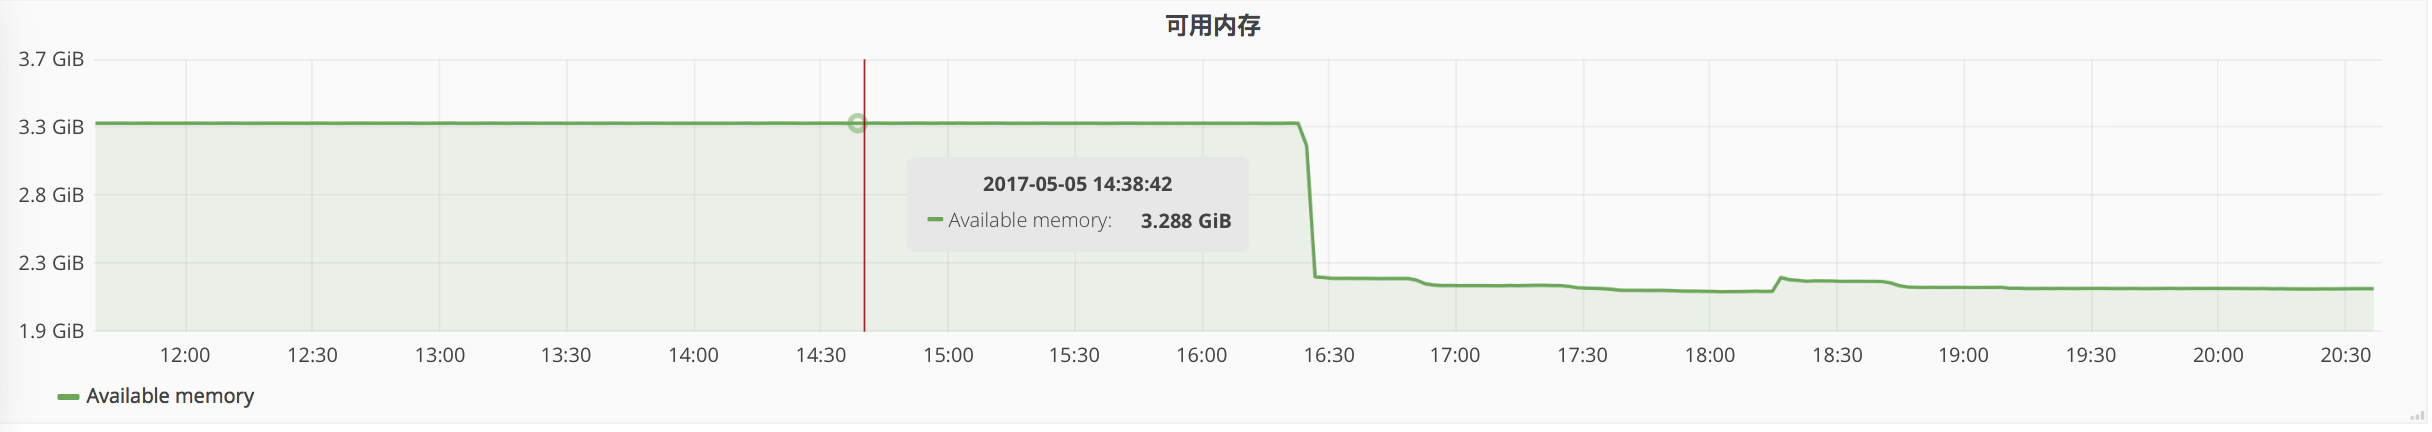 可用内存
3.7 GiB
3.3 GiB
2.8 GiB
2.3 GiB
1.9 GiB
2017-05-05 14:38:42
Available memory: 3.288 GiB
12:00 12:30 13:00 13:30 14:00 14:30 15:00 15:30 16:00 16:30 17:00 17:30 18:00 18:30 19:00 19:30 20:00 20:30
Available memory